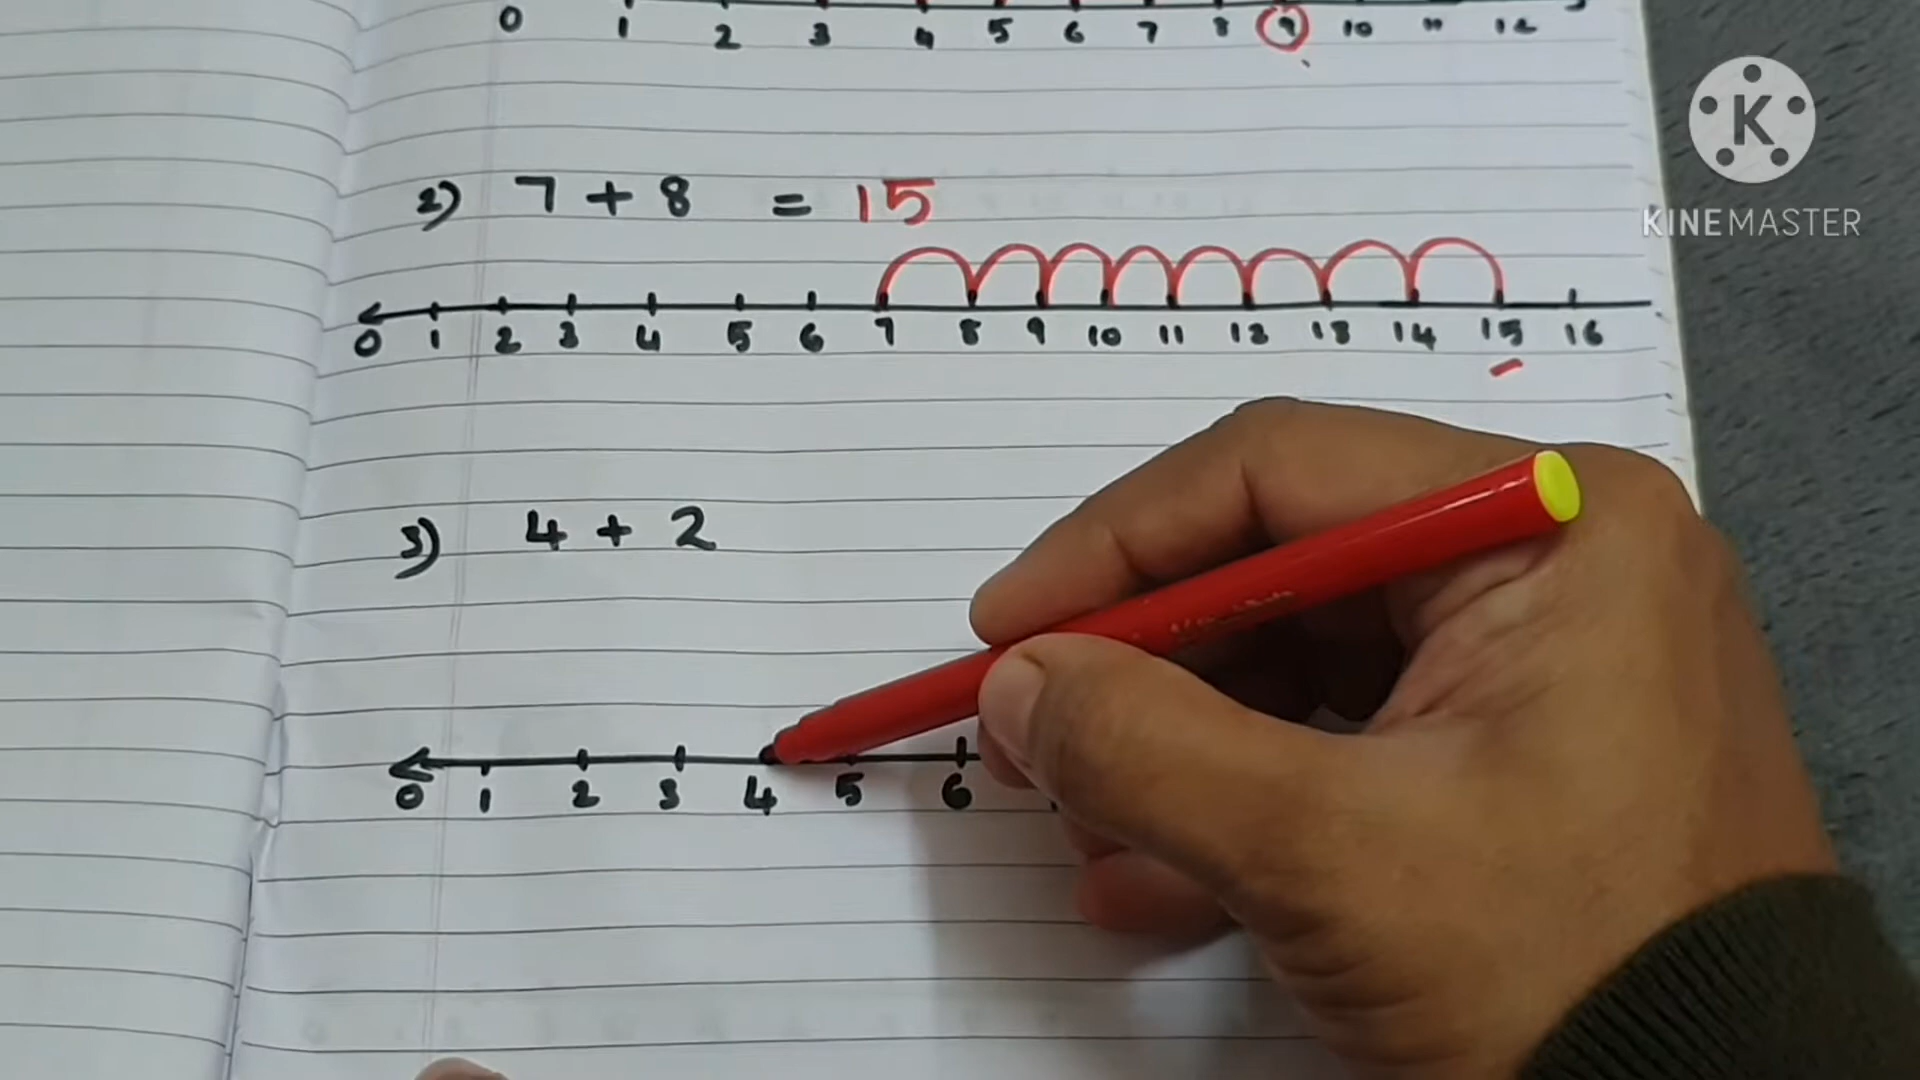 0 1 2 3 4 5 6 7 8 9 10 11 12
K
KINEMASTER
2) 7 + 8 = 15
0 1 2 3 4 5 6 7 8 9 10 11 12 13 14 15 16
3) 4 + 2
0 1 2 3 4 5 6